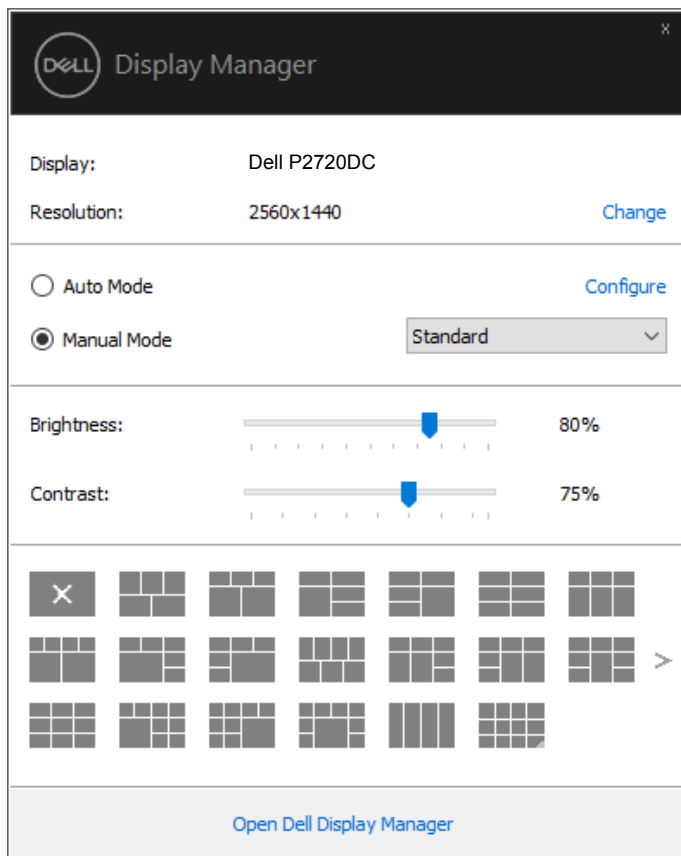 x
DELL Display Manager
Display: Dell P2720DC
Resolution: 2560x1440 Change
Auto Mode Configure
Manual Mode Standard
Brightness: 80%
Contrast: 75%
Open Dell Display Manager